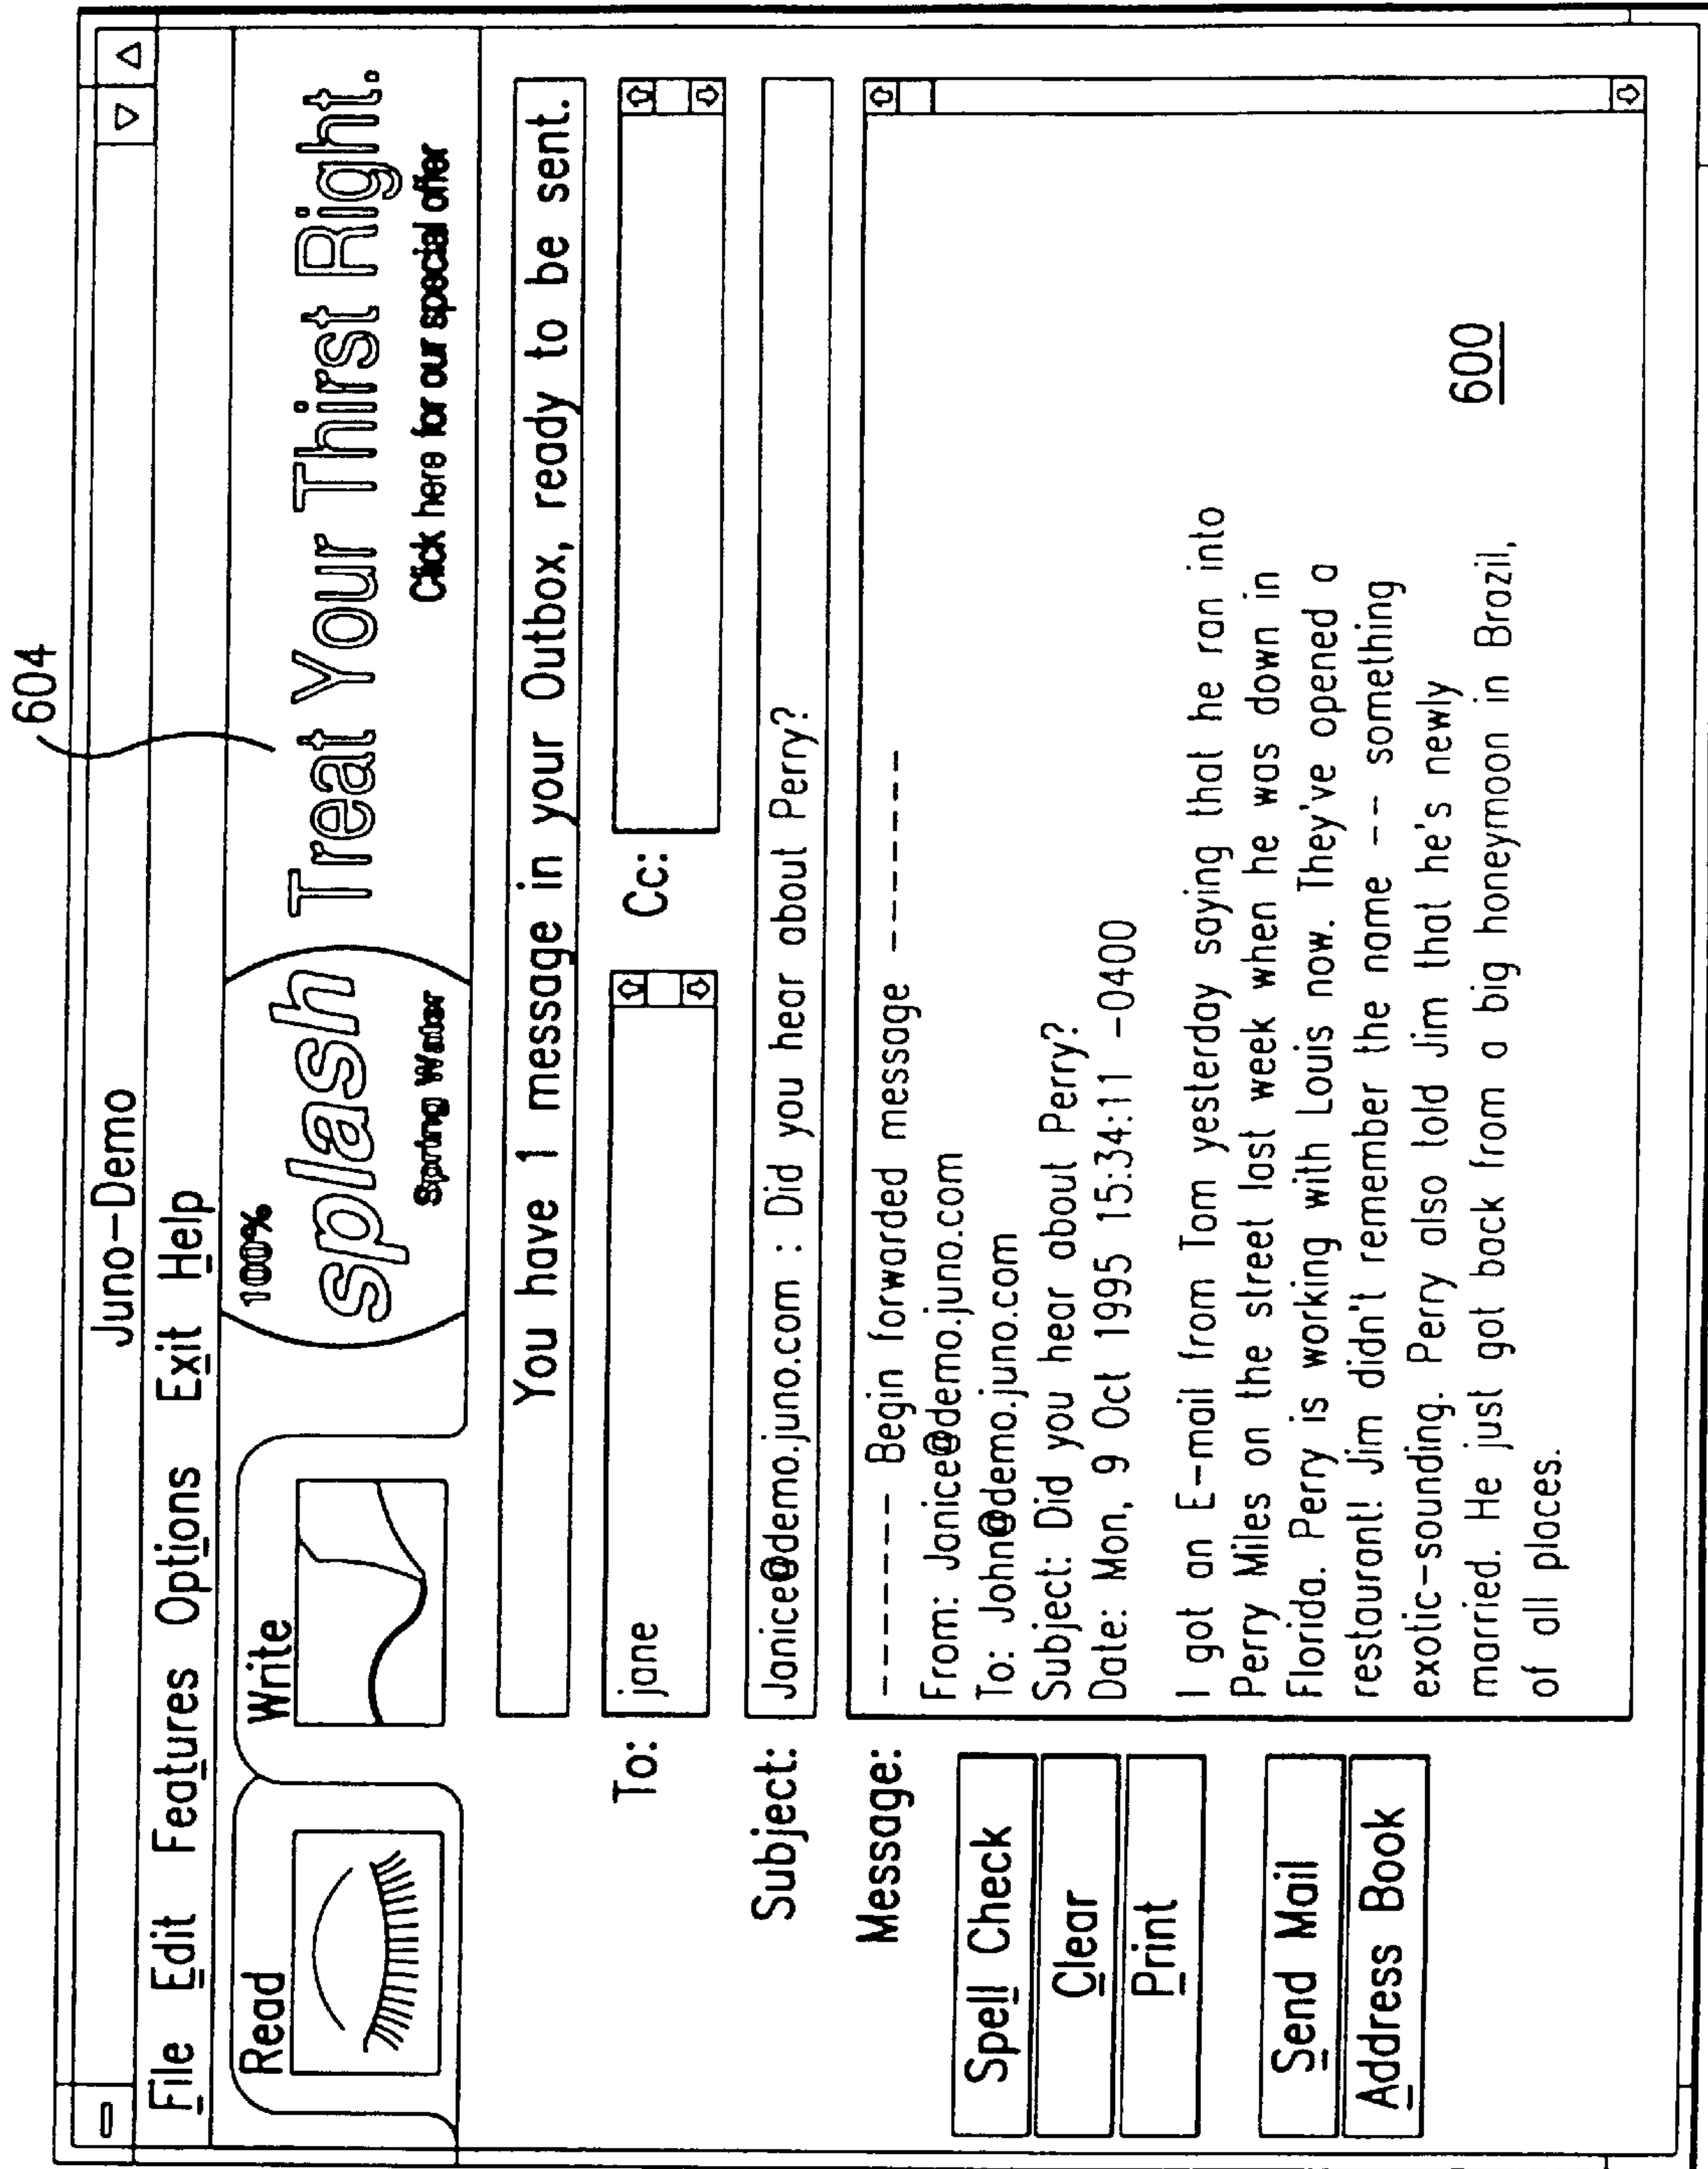 604
Juno-Demo
File Edit Features Options Exit Help
Read
Write
100%
splash
Spring Water
Treat Your Thirst Right.
Click here for our special offer
You have 1 message in your Outbox, ready to be sent.
To: jane Cc:
Subject: Janice@demo.juno.com : Did you hear about Perry?
Message:
------- Begin forwarded message -------
From: Janice@demo.juno.com
To: John@demo.juno.com
Subject: Did you hear about Perry?
Date: Mon, 9 Oct 1995 15:34:11 -0400
I got an E-mail from Tom yesterday saying that he ran into
Perry Miles on the street last week when he was down in
Florida. Perry is working with Louis now. They've opened a
restaurant! Jim didn't remember the name -- something
exotic-sounding. Perry also told Jim that he's newly
married. He just got back from a big honeymoon in Brazil,
of all places.
600
Spell Check
Clear
Print
Send Mail
Address Book